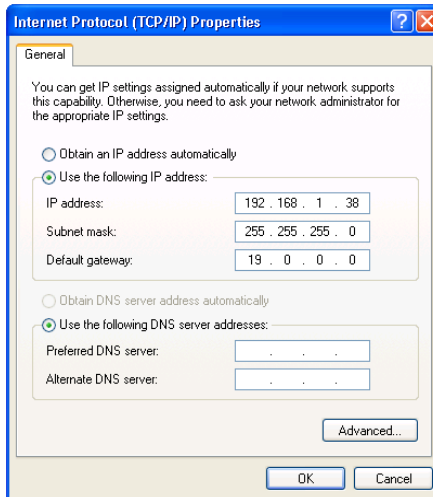 Internet Protocol (TCP/IP) Properties
General
You can get IP settings assigned automatically if your network supports
this capability. Otherwise, you need to ask your network administrator for
the appropriate IP settings.
Obtain an IP address automatically
Use the following IP address:
IP address: 192 . 168 . 1 . 38
Subnet mask: 255 . 255 . 255 . 0
Default gateway: 19 . 0 . 0 . 0
Obtain DNS server address automatically
Use the following DNS server addresses:
Preferred DNS server: . . .
Alternate DNS server: . . .
Advanced...
OK Cancel